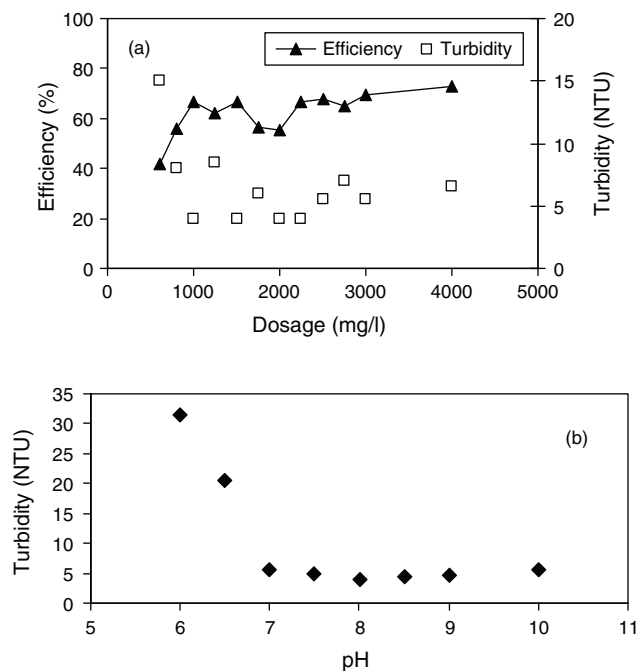 100
80
60
40
20
0
Efficiency (%)
(a)
Efficiency
Turbidity
20
15
10
5
0
Turbidity (NTU)
0 1000 2000 3000 4000 5000
Dosage (mg/l)
35
30
25
20
15
10
5
0
Turbidity (NTU)
(b)
5 6 7 8 9 10 11
pH